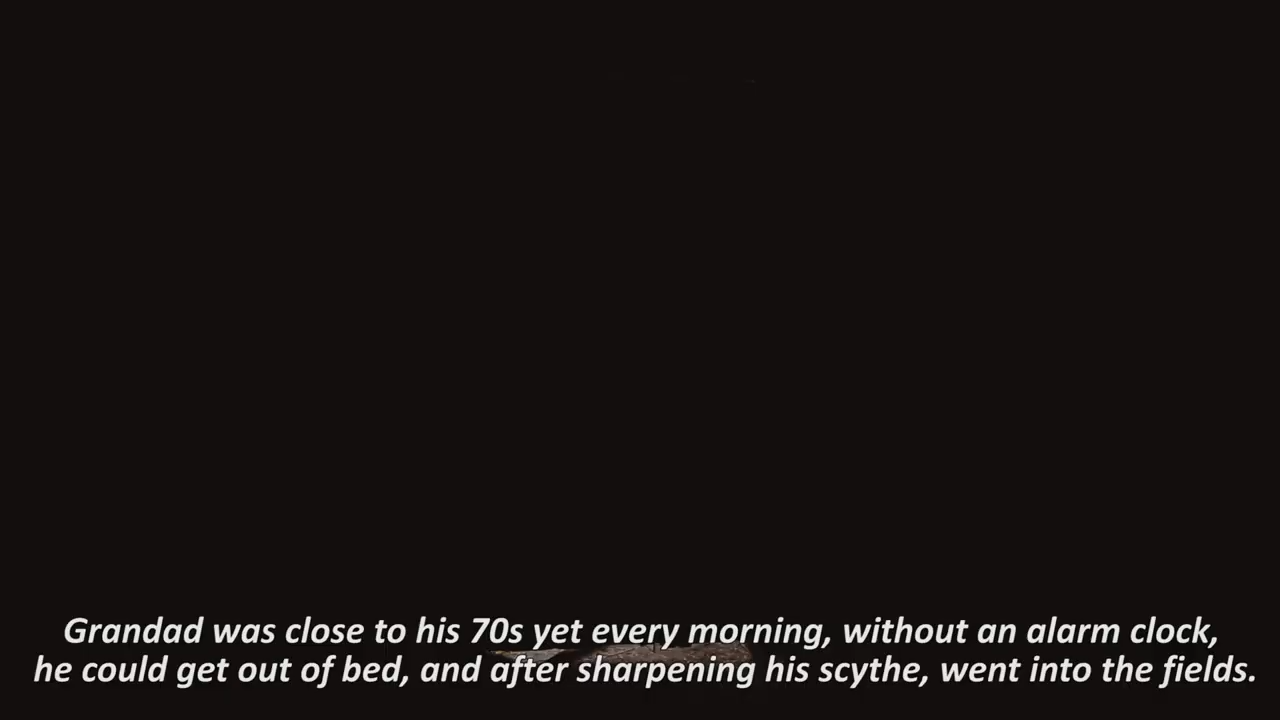 Grandad was close to his 70s yet every morning, without an alarm clock,
he could get out of bed, and after sharpening his scythe, went into the fields.